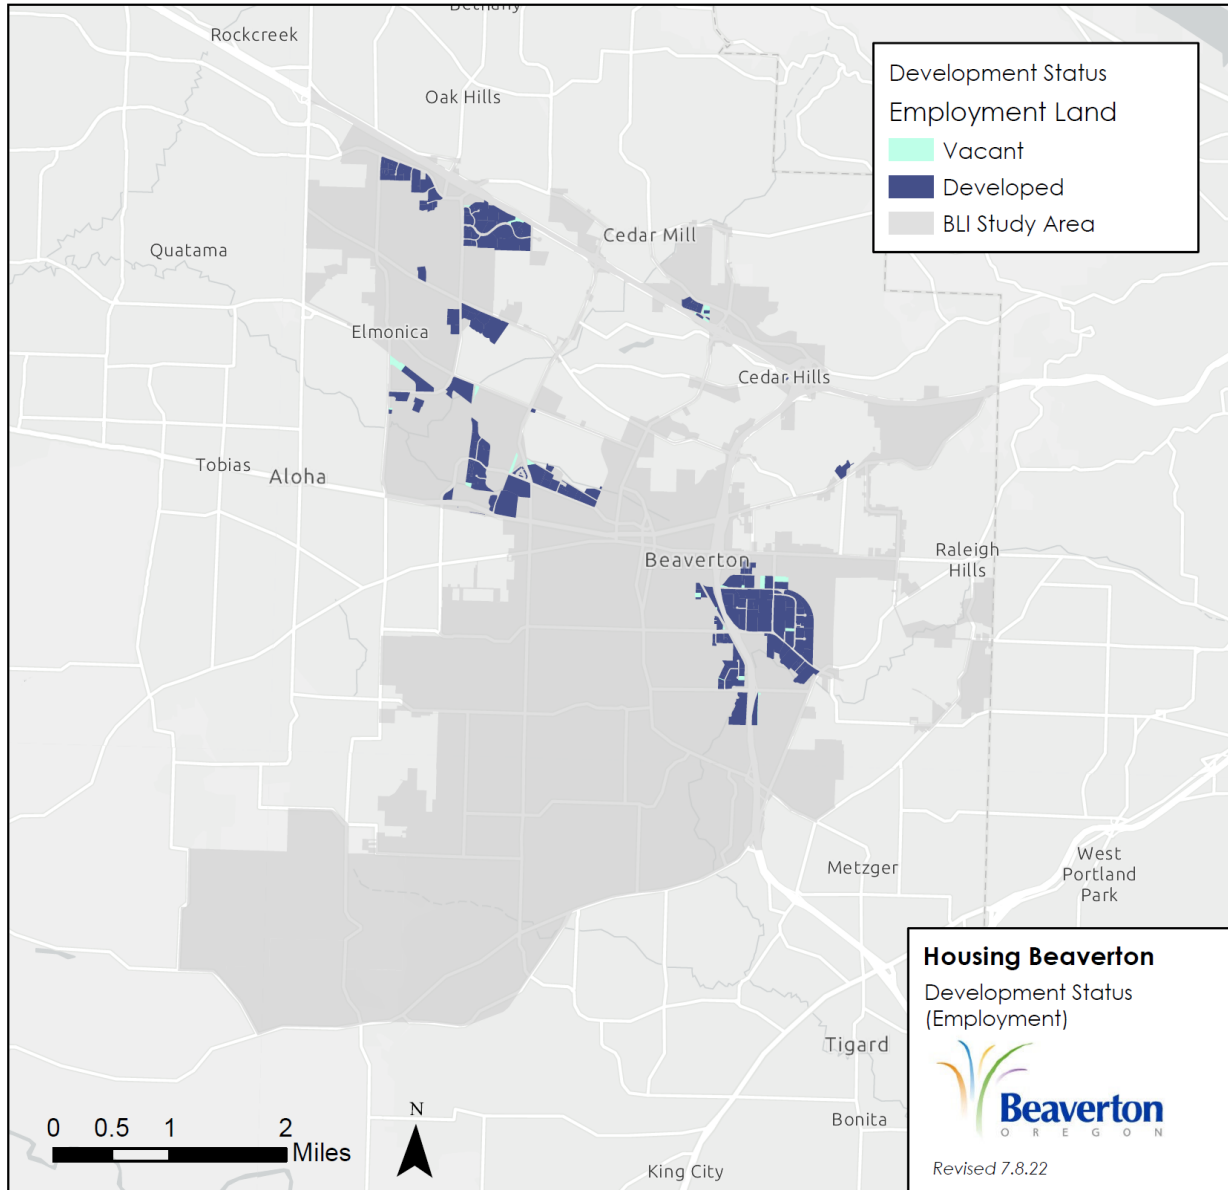 Bethany
Rockcreek
Oak Hills
Development Status
Employment Land
Vacant
Developed
BLI Study Area
Cedar Mill
Quatama
Elmonica
Cedar Hills
Tobias
Aloha
Beaverton
Raleigh
Hills
Metzger
West
Portland
Park
Housing Beaverton
Development Status
(Employment)
Tigard
Beaverton
OREGON
Bonita
King City
Revised 7.8.22
0 0.5 1 2
Miles
N